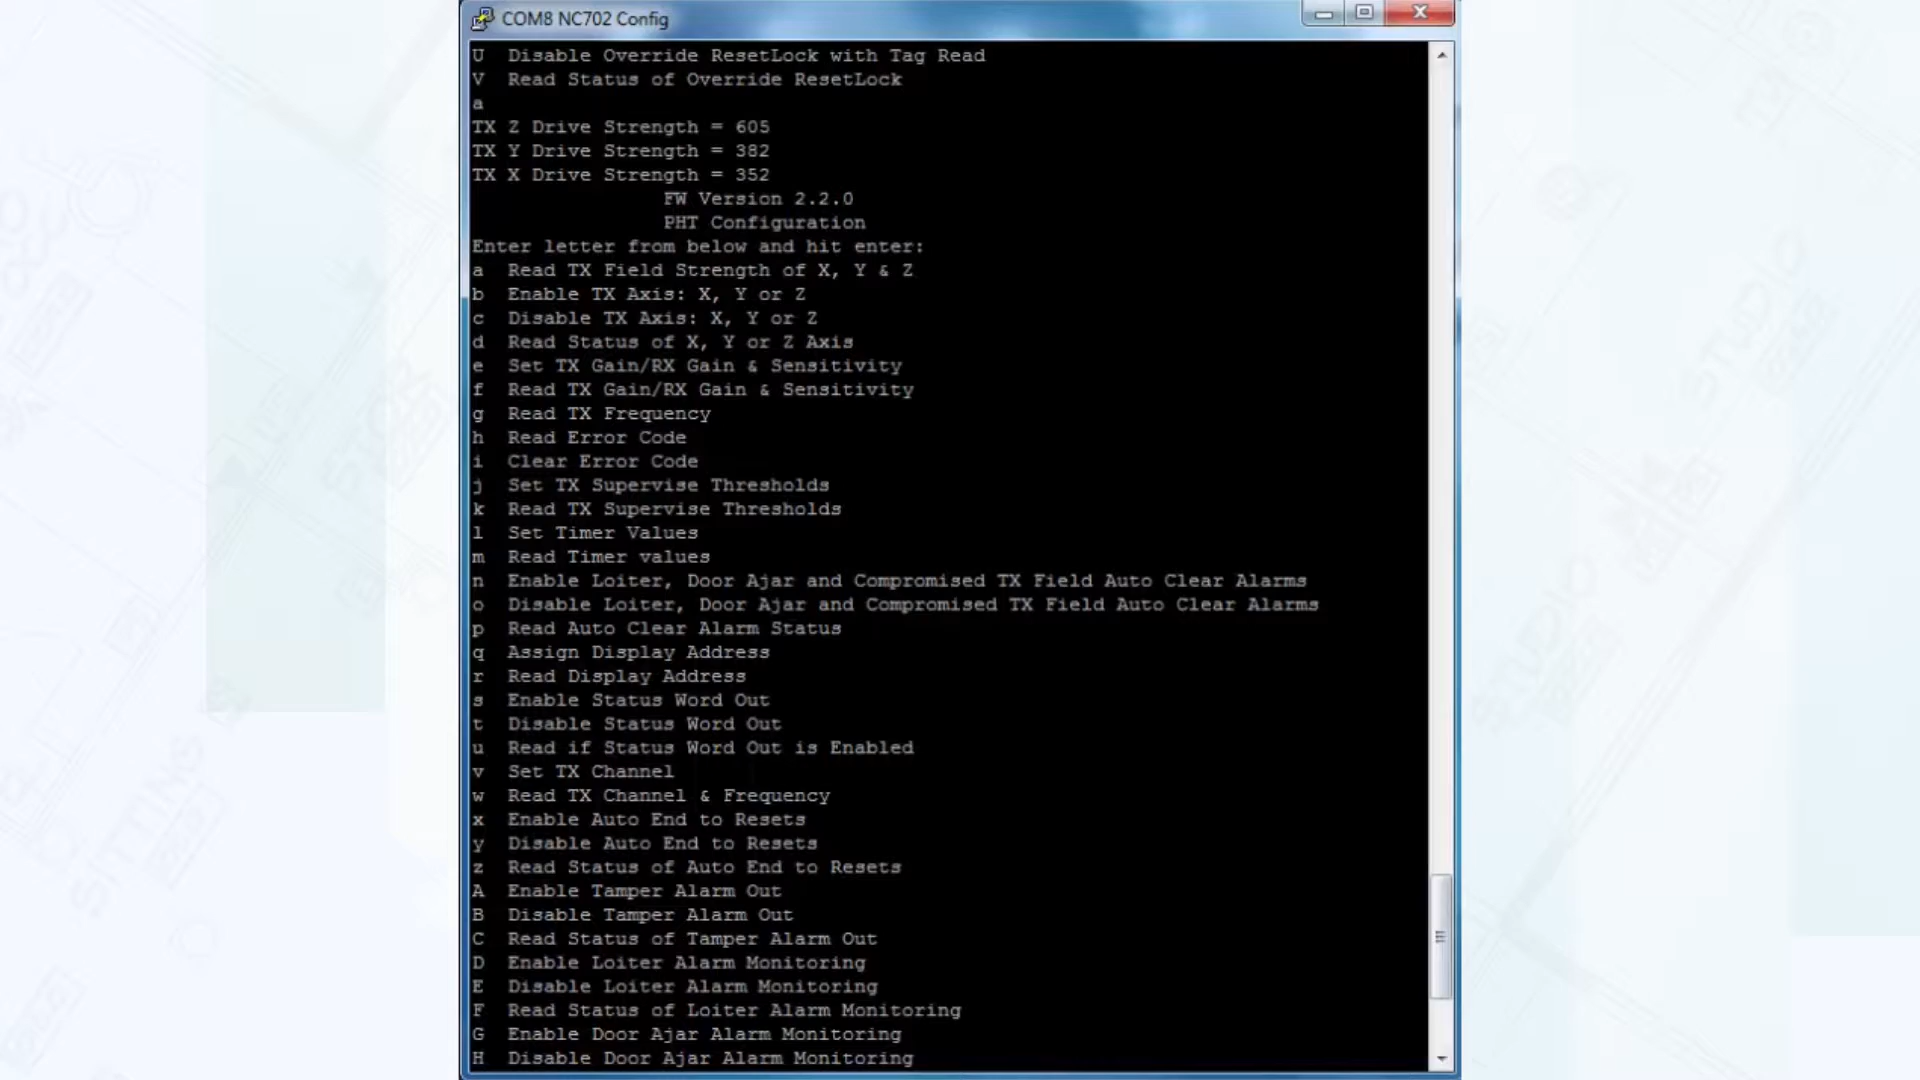 COM8 NC702 Config
U Disable Override ResetLock with Tag Read
V Read Status of Override ResetLock
a
TX Z Drive Strength = 605
TX Y Drive Strength = 382
TX X Drive Strength = 352
FW Version 2.2.0
PHT Configuration
Enter letter from below and hit enter:
a Read TX Field Strength of X, Y & Z
b Enable TX Axis: X, Y or Z
c Disable TX Axis: X, Y or Z
d Read Status of X, Y or Z Axis
e Set TX Gain/RX Gain & Sensitivity
f Read TX Gain/RX Gain & Sensitivity
g Read TX Frequency
h Read Error Code
i Clear Error Code
j Set TX Supervise Thresholds
k Read TX Supervise Thresholds
l Set Timer Values
m Read Timer values
n Enable Loiter, Door Ajar and Compromised TX Field Auto Clear Alarms
o Disable Loiter, Door Ajar and Compromised TX Field Auto Clear Alarms
p Read Auto Clear Alarm Status
q Assign Display Address
r Read Display Address
s Enable Status Word Out
t Disable Status Word Out
u Read if Status Word Out is Enabled
v Set TX Channel
w Read TX Channel & Frequency
x Enable Auto End to Resets
y Disable Auto End to Resets
z Read Status of Auto End to Resets
A Enable Tamper Alarm Out
B Disable Tamper Alarm Out
C Read Status of Tamper Alarm Out
D Enable Loiter Alarm Monitoring
E Disable Loiter Alarm Monitoring
F Read Status of Loiter Alarm Monitoring
G Enable Door Ajar Alarm Monitoring
H Disable Door Ajar Alarm Monitoring
STUDIO
SITTING